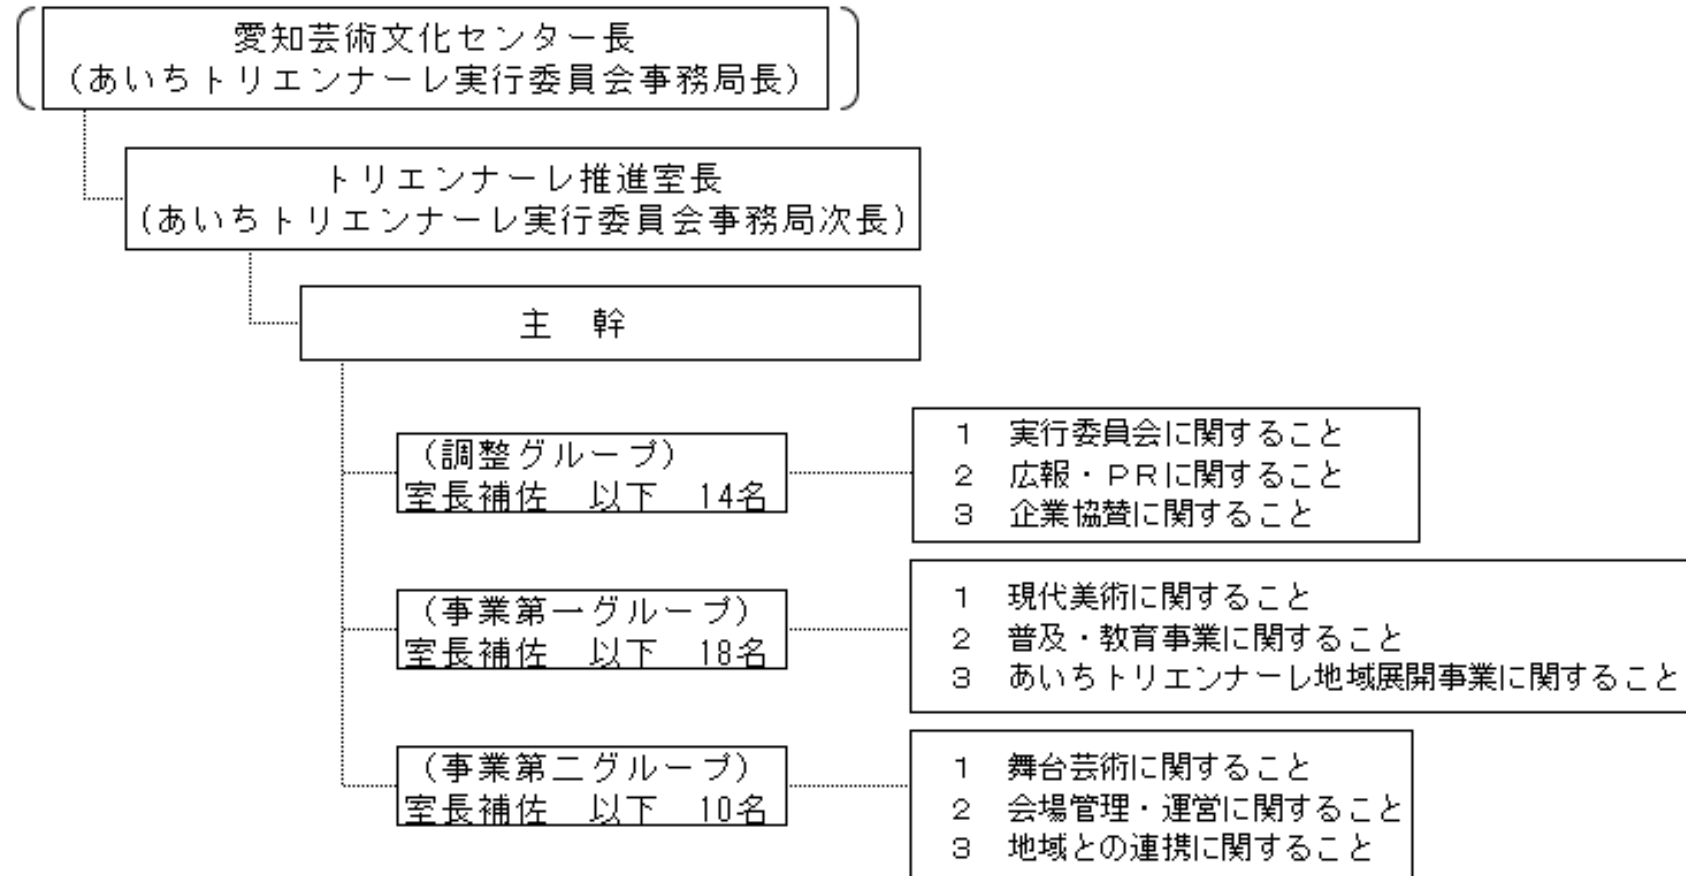 愛知芸術文化センター長
(あいちトリエンナーレ実行委員会事務局長)
トリエンナーレ推進室長
(あいちトリエンナーレ実行委員会事務局次長)
主　幹
(調整グループ)
室長補佐　以下　14名
1　実行委員会に関すること
2　広報・PRに関すること
3　企業協賛に関すること
(事業第一グループ)
室長補佐　以下　18名
1　現代美術に関すること
2　普及・教育事業に関すること
3　あいちトリエンナーレ地域展開事業に関すること
(事業第二グループ)
室長補佐　以下　10名
1　舞台芸術に関すること
2　会場管理・運営に関すること
3　地域との連携に関すること